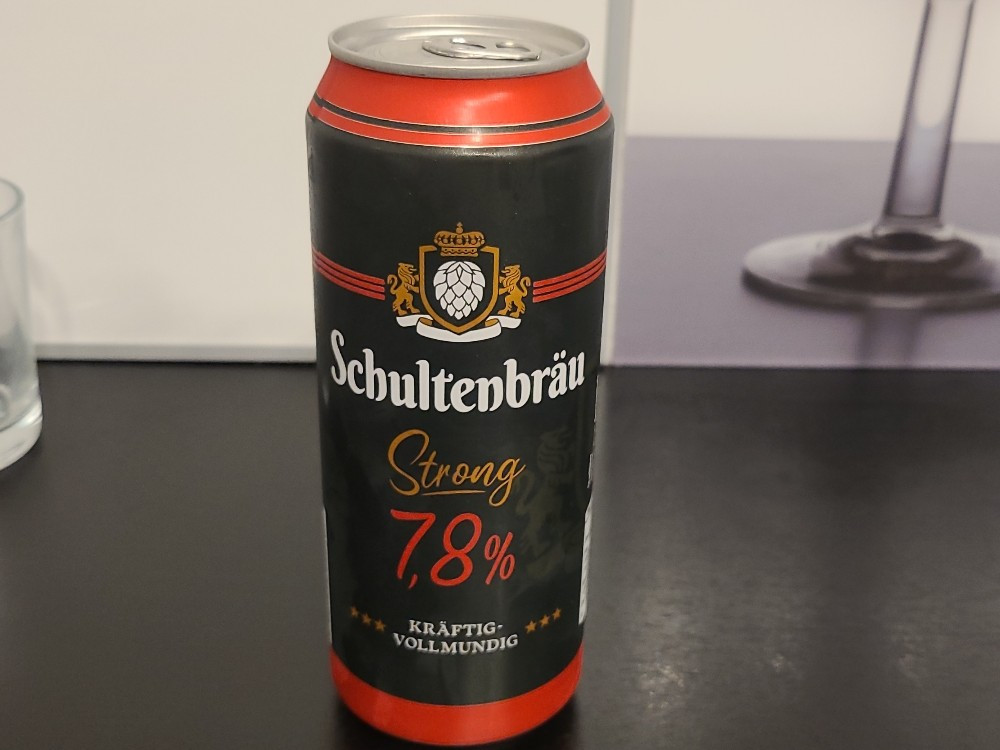 Schultenbräu
Strong
7,8%
KRÄFTIG-
VOLLMUNDIG